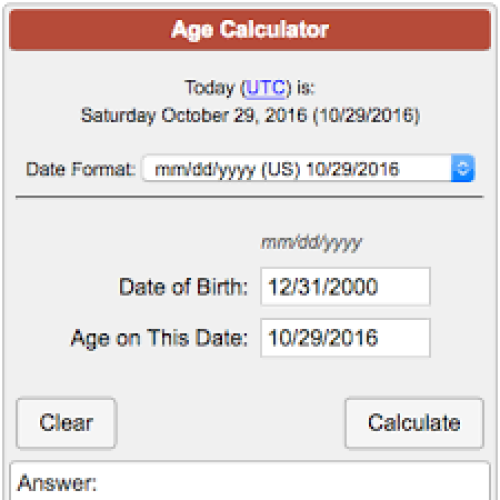 Age Calculator
Today (UTC) is:
Saturday October 29, 2016 (10/29/2016)
Date Format: mm/dd/yyyy (US) 10/29/2016
mm/dd/yyyy
Date of Birth: 12/31/2000
Age on This Date: 10/29/2016
Clear Calculate
Answer: